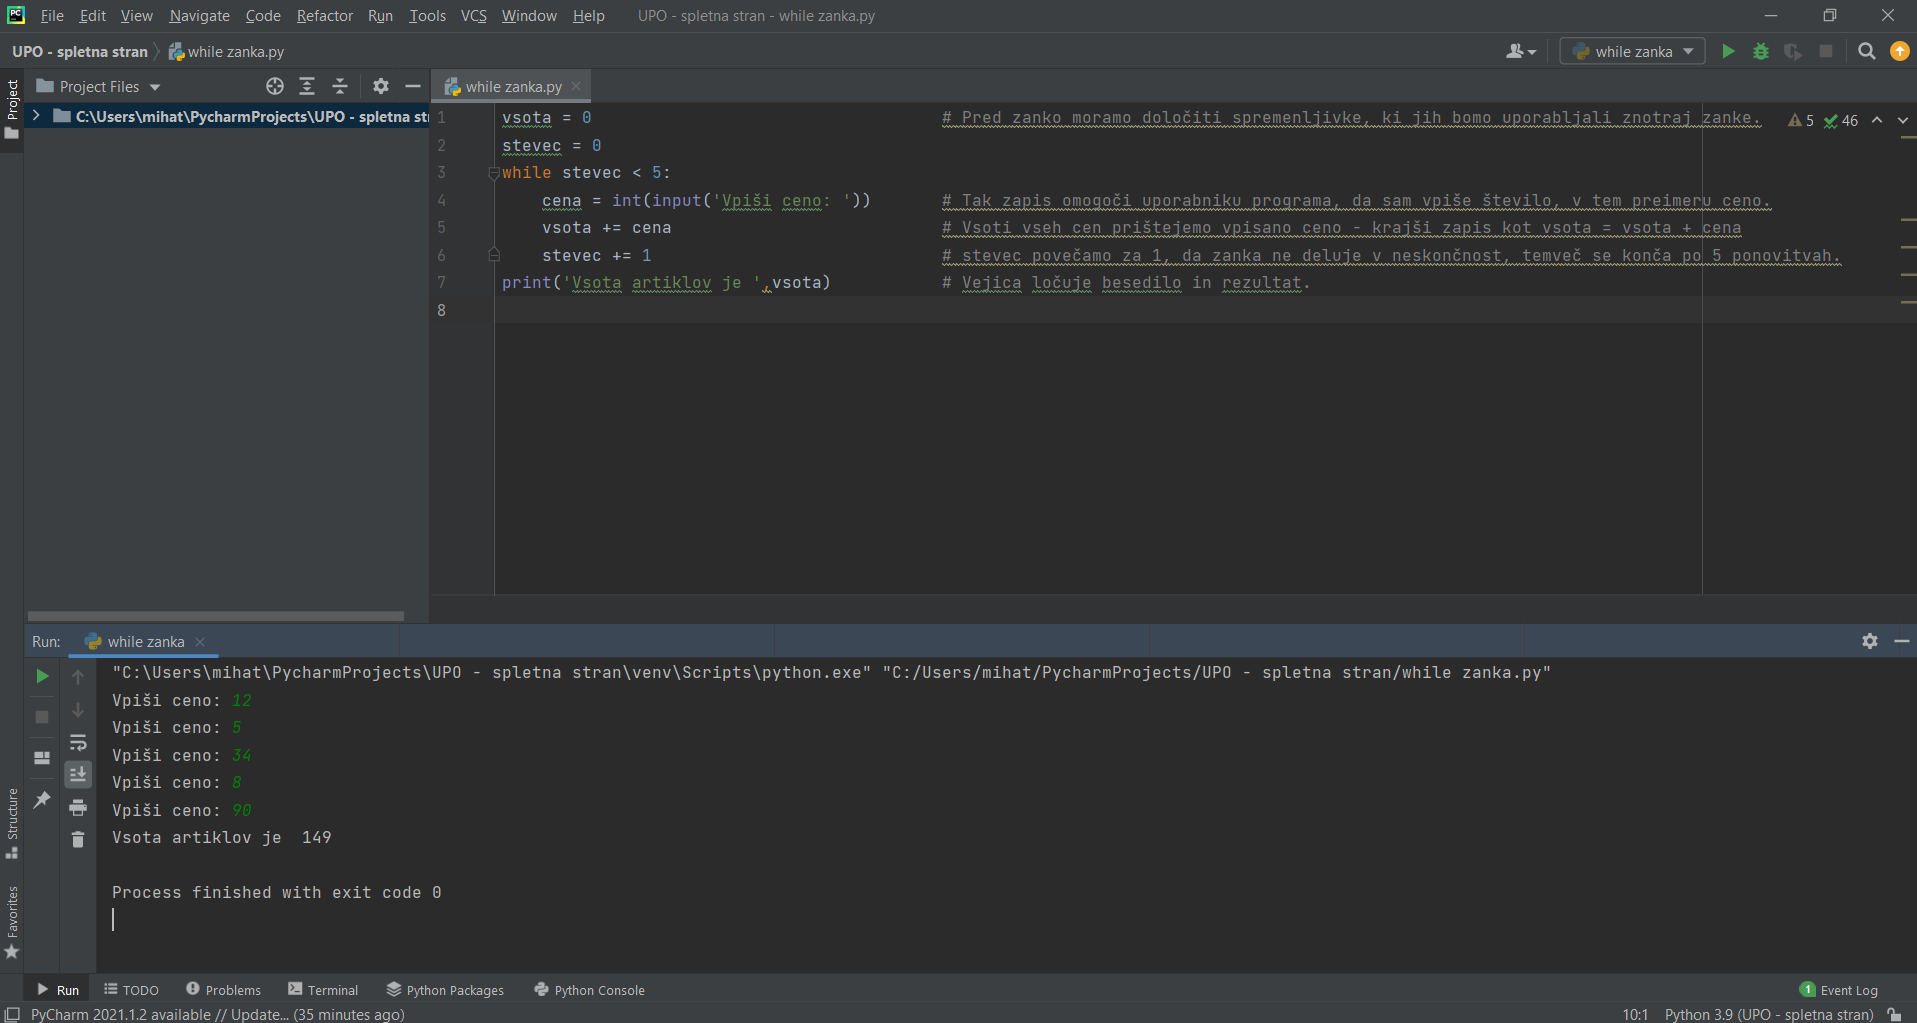 PC File Edit View Navigate Code Refactor Run Tools VCS Window Help UPO - spletna stran - while zanka.py
UPO - spletna stran while zanka.py while zanka
Project
Project Files
while zanka.py
C:\Users\mihat\PycharmProjects\UPO - spletna str
1 vsota = 0 # Pred zanko moramo določiti spremenljivke, ki jih bomo uporabljali znotraj zanke. 5 46
2 stevec = 0
3 while stevec < 5:
4 cena = int(input('Vpiši ceno: ')) # Tak zapis omogoči uporabniku programa, da sam vpiše število, v tem preimeru ceno.
5 vsota += cena # Vsoti vseh cen prištejemo vpisano ceno - krajši zapis kot vsota = vsota + cena
6 stevec += 1 # stevec povečamo za 1, da zanka ne deluje v neskončnost, temveč se konča po 5 ponovitvah.
7 print('Vsota artiklov je ',vsota) # Vejica ločuje besedilo in rezultat.
8
Run: while zanka
"C:\Users\mihat\PycharmProjects\UPO - spletna stran\venv\Scripts\python.exe" "C:/Users/mihat/PycharmProjects/UPO - spletna stran/while zanka.py"
Vpiši ceno: 12
Vpiši ceno: 5
Vpiši ceno: 34
Vpiši ceno: 8
Vpiši ceno: 90
Vsota artiklov je  149
Process finished with exit code 0
Structure
Favorites
Run TODO Problems Terminal Python Packages Python Console 1 Event Log
PyCharm 2021.1.2 available // Update... (35 minutes ago) 10:1 Python 3.9 (UPO - spletna stran)